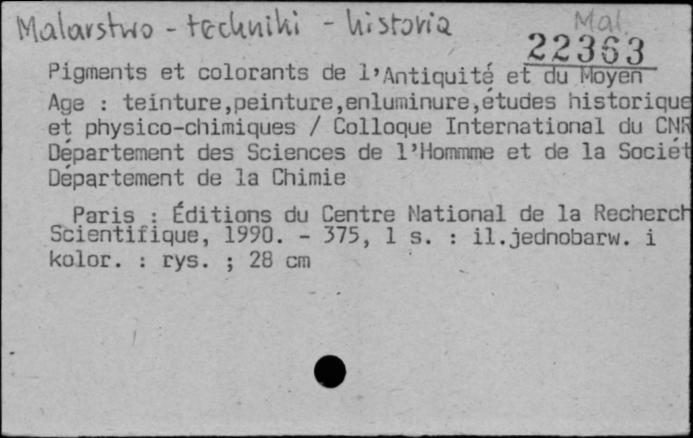 Malarstwo - techniki - historia
Mal.
22363
Pigments et colorants de l'Antiquité et du Moyen
Age : teinture,peinture,enluminure,études historique
et physico-chimiques / Colloque International du CNR
Département des Sciences de l'Hommme et de la Sociét
Département de la Chimie
Paris : Éditions du Centre National de la Recherch
Scientifique, 1990. - 375, 1 s. : il.jednobarw. i
kolor. : rys. ; 28 cm